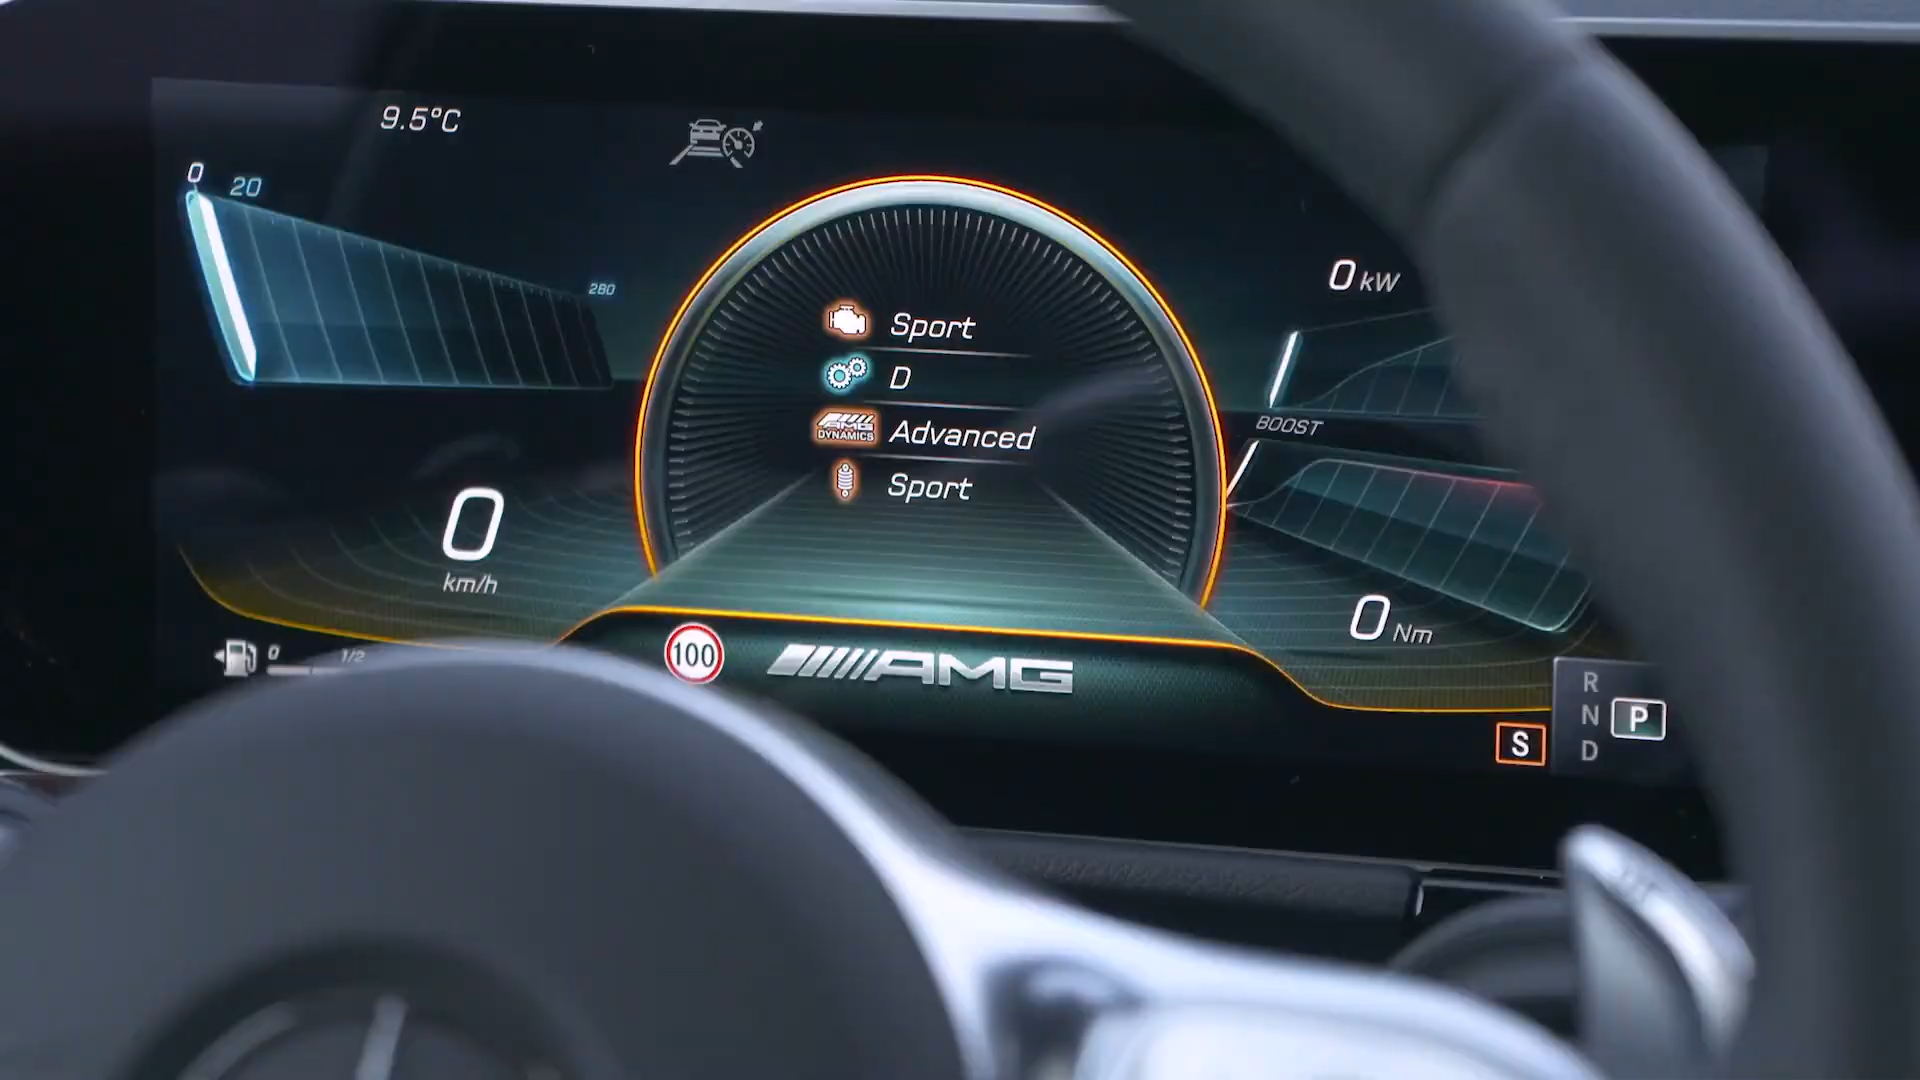 9.5°C
0 20
280
0 kW
Sport
D
AMG DYNAMICS Advanced
Sport
BOOST
0
km/h
0 Nm
0 1/2
100 AMG
R
N P
D
S